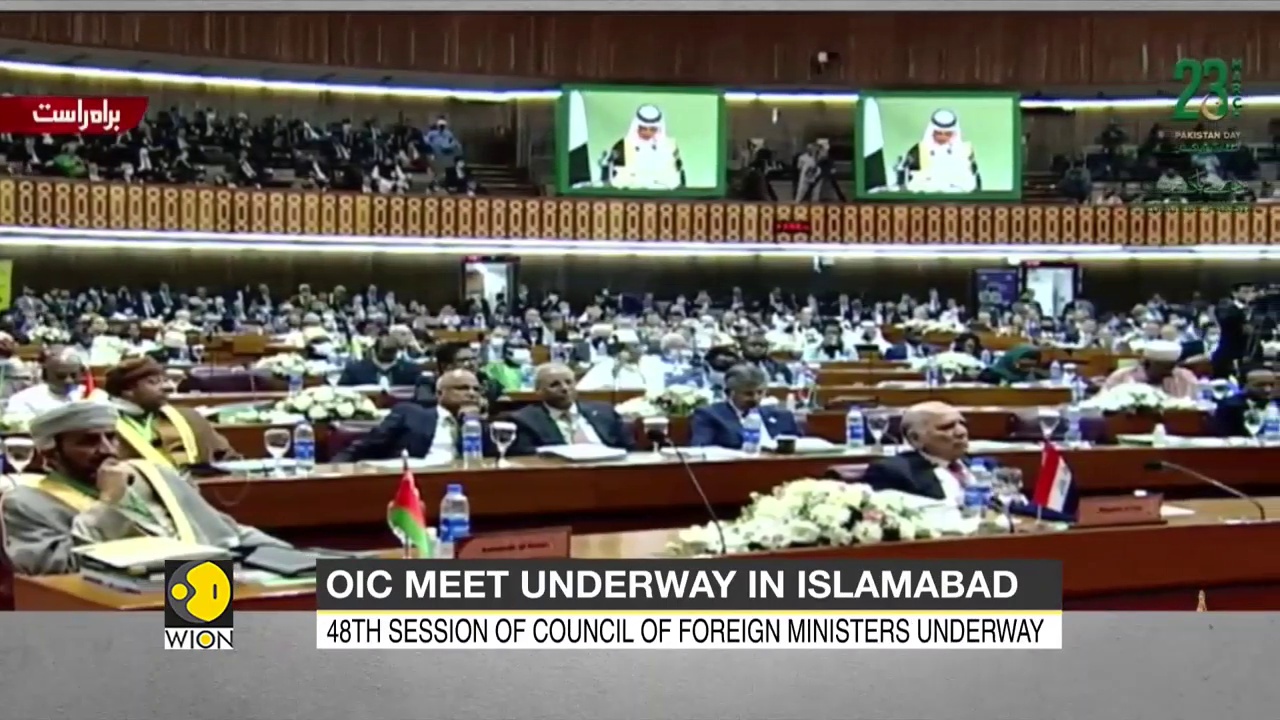 براہ راست
23
MARCH
PAKISTAN DAY
OIC MEET UNDERWAY IN ISLAMABAD
48TH SESSION OF COUNCIL OF FOREIGN MINISTERS UNDERWAY
WION